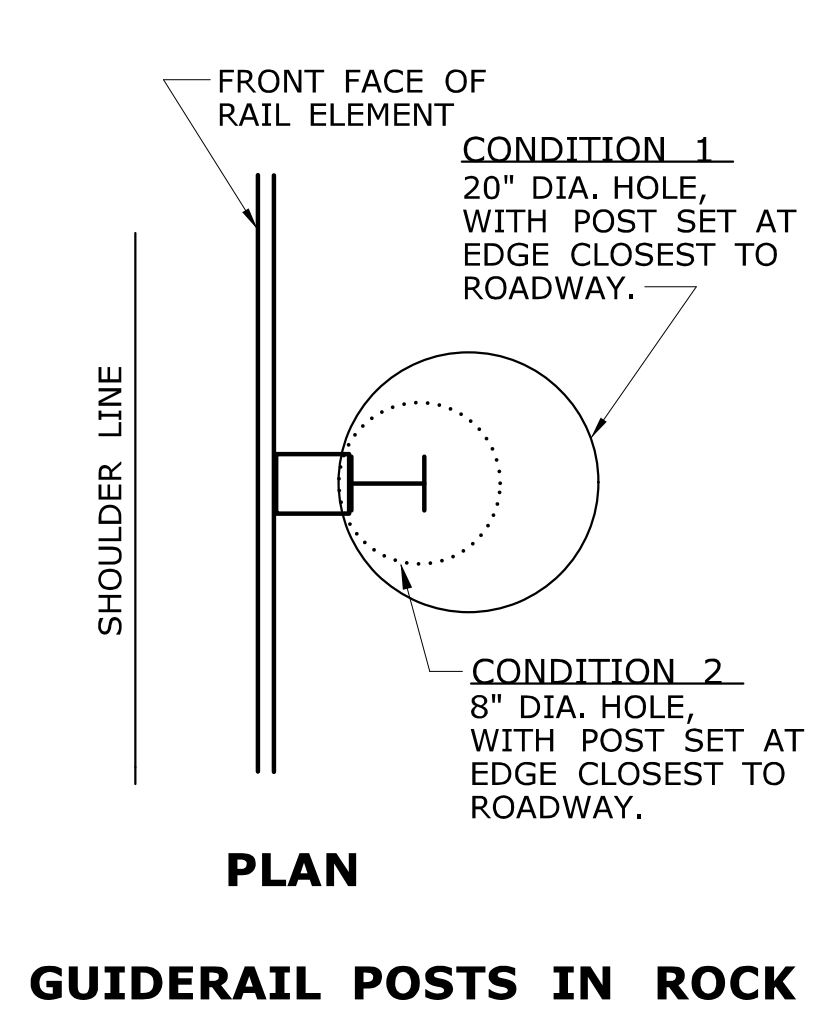 FRONT FACE OF
RAIL ELEMENT
CONDITION 1
20" DIA. HOLE,
WITH POST SET AT
EDGE CLOSEST TO
ROADWAY.
SHOULDER LINE
CONDITION 2
8" DIA. HOLE,
WITH POST SET AT
EDGE CLOSEST TO
ROADWAY.
PLAN
GUIDERAIL POSTS IN ROCK